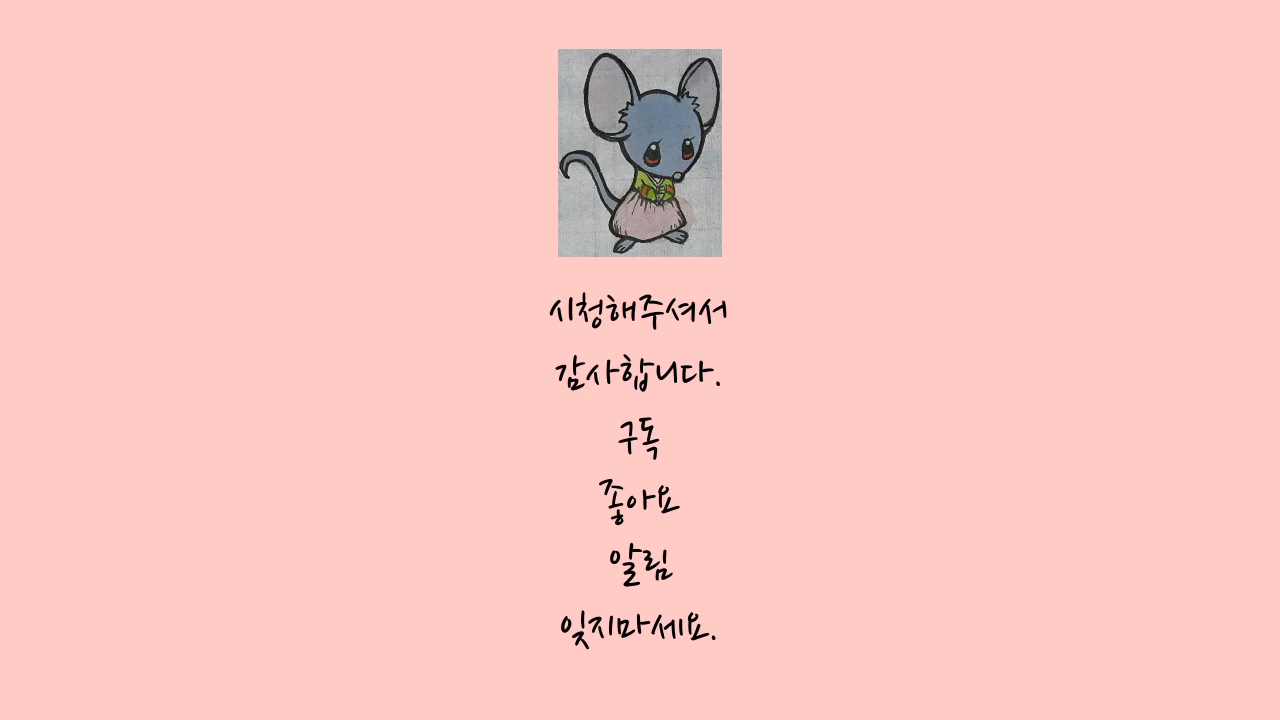 시청해주셔서
감사합니다.
구독
좋아요
알림
잊지마세요.